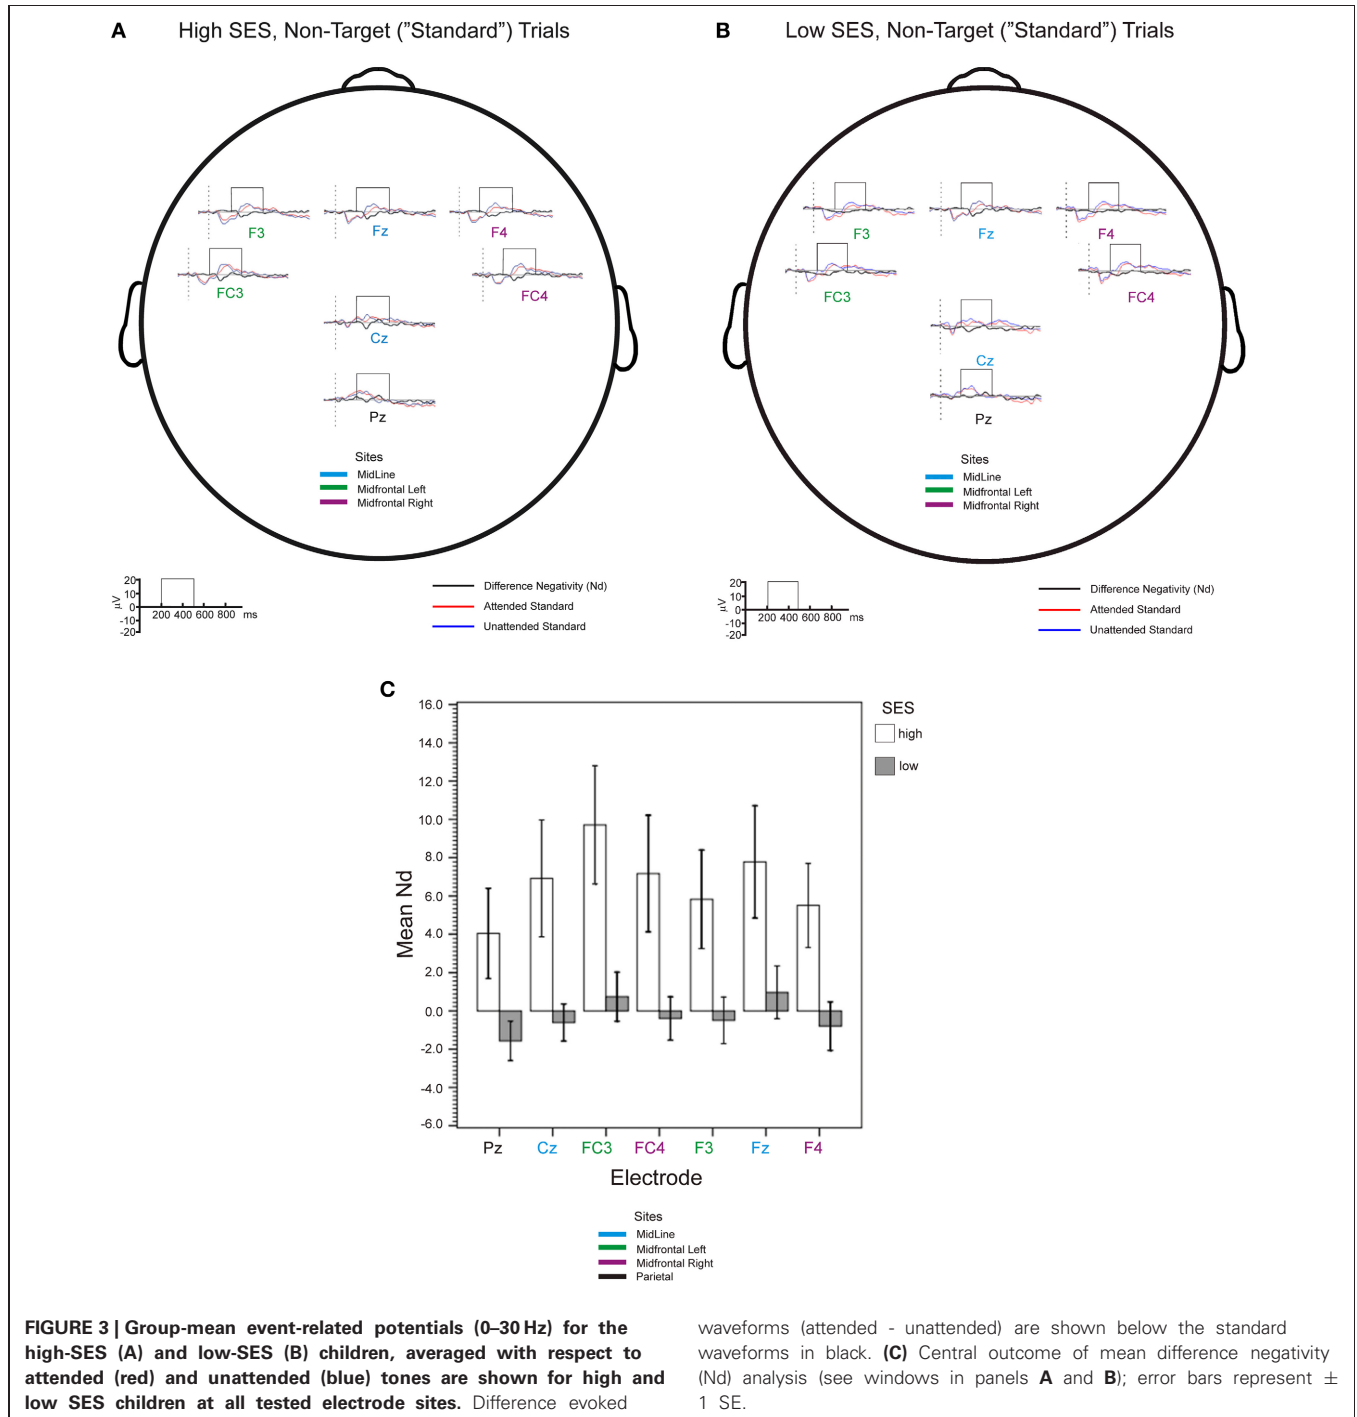 A High SES, Non-Target ("Standard") Trials
B Low SES, Non-Target ("Standard") Trials
F3
Fz
F4
FC3
FC4
Cz
Pz
Sites
MidLine
Midfrontal Left
Midfrontal Right
F3
Fz
F4
FC3
FC4
Cz
Pz
Sites
MidLine
Midfrontal Left
Midfrontal Right
20
10
0
-10
-20
µV
200 400 600 800 ms
Difference Negativity (Nd)
Attended Standard
Unattended Standard
20
10
0
-10
-20
µV
200 400 600 800 ms
Difference Negativity (Nd)
Attended Standard
Unattended Standard
C
16.0
14.0
12.0
10.0
8.0
6.0
4.0
2.0
0.0
-2.0
-4.0
-6.0
Mean Nd
SES
high
low
Pz Cz FC3 FC4 F3 Fz F4
Electrode
Sites
MidLine
Midfrontal Left
Midfrontal Right
Parietal
FIGURE 3 | Group-mean event-related potentials (0–30 Hz) for the
high-SES (A) and low-SES (B) children, averaged with respect to
attended (red) and unattended (blue) tones are shown for high and
low SES children at all tested electrode sites. Difference evoked
waveforms (attended - unattended) are shown below the standard
waveforms in black. (C) Central outcome of mean difference negativity
(Nd) analysis (see windows in panels A and B); error bars represent ±
1 SE.